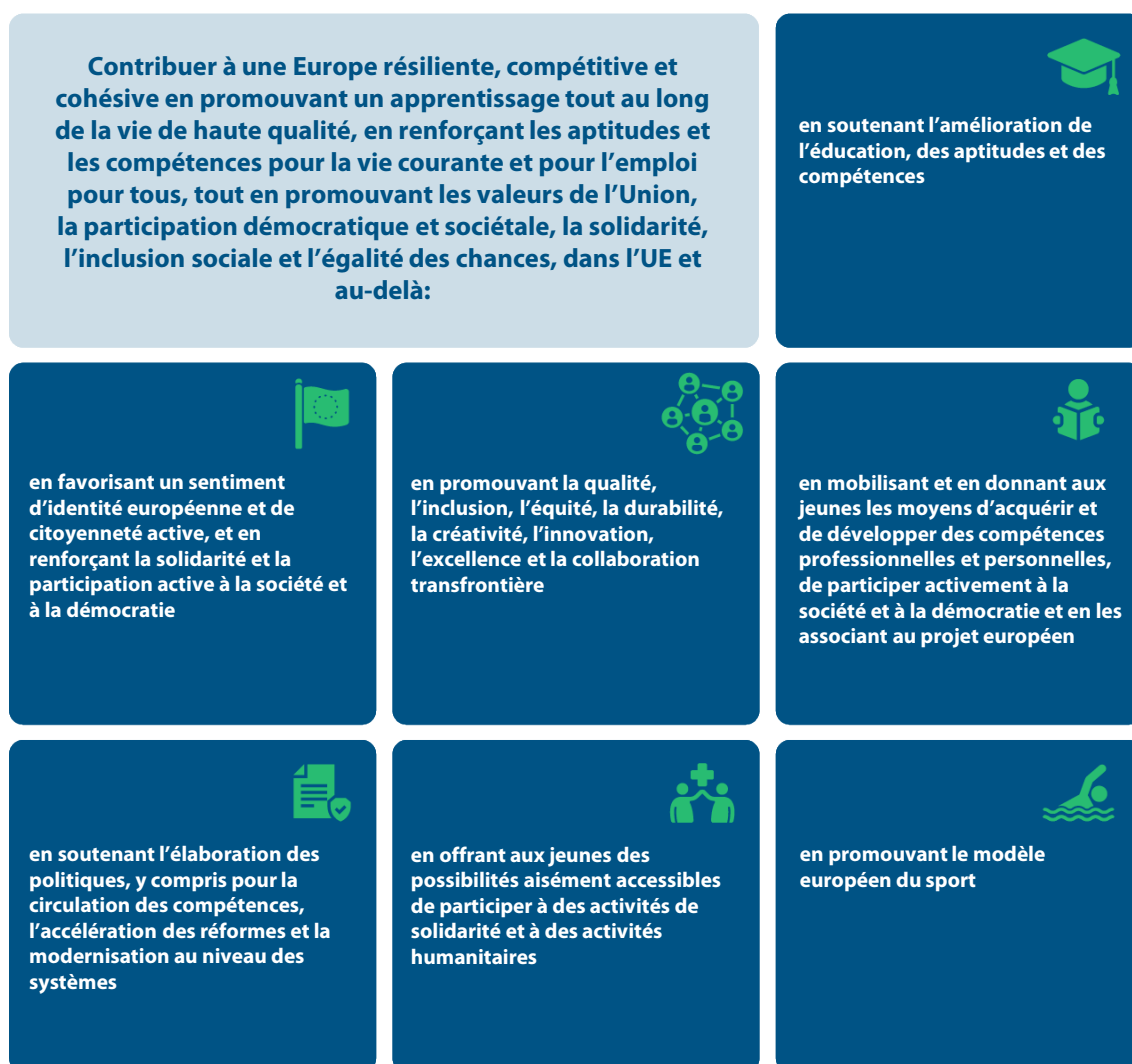 Contribuer à une Europe résiliente, compétitive et
cohésive en promouvant un apprentissage tout au long
de la vie de haute qualité, en renforçant les aptitudes et
les compétences pour la vie courante et pour l’emploi
pour tous, tout en promouvant les valeurs de l’Union,
la participation démocratique et sociétale, la solidarité,
l’inclusion sociale et l’égalité des chances, dans l’UE et
au-delà:
en soutenant l’amélioration de
l’éducation, des aptitudes et des
compétences
en favorisant un sentiment
d’identité européenne et de
citoyenneté active, et en
renforçant la solidarité et la
participation active à la société et
à la démocratie
en promouvant la qualité,
l’inclusion, l’équité, la durabilité,
la créativité, l’innovation,
l’excellence et la collaboration
transfrontière
en mobilisant et en donnant aux
jeunes les moyens d’acquérir et
de développer des compétences
professionnelles et personnelles,
de participer activement à la
société et à la démocratie et en les
associant au projet européen
en soutenant l’élaboration des
politiques, y compris pour la
circulation des compétences,
l’accélération des réformes et la
modernisation au niveau des
systèmes
en offrant aux jeunes des
possibilités aisément accessibles
de participer à des activités de
solidarité et à des activités
humanitaires
en promouvant le modèle
européen du sport